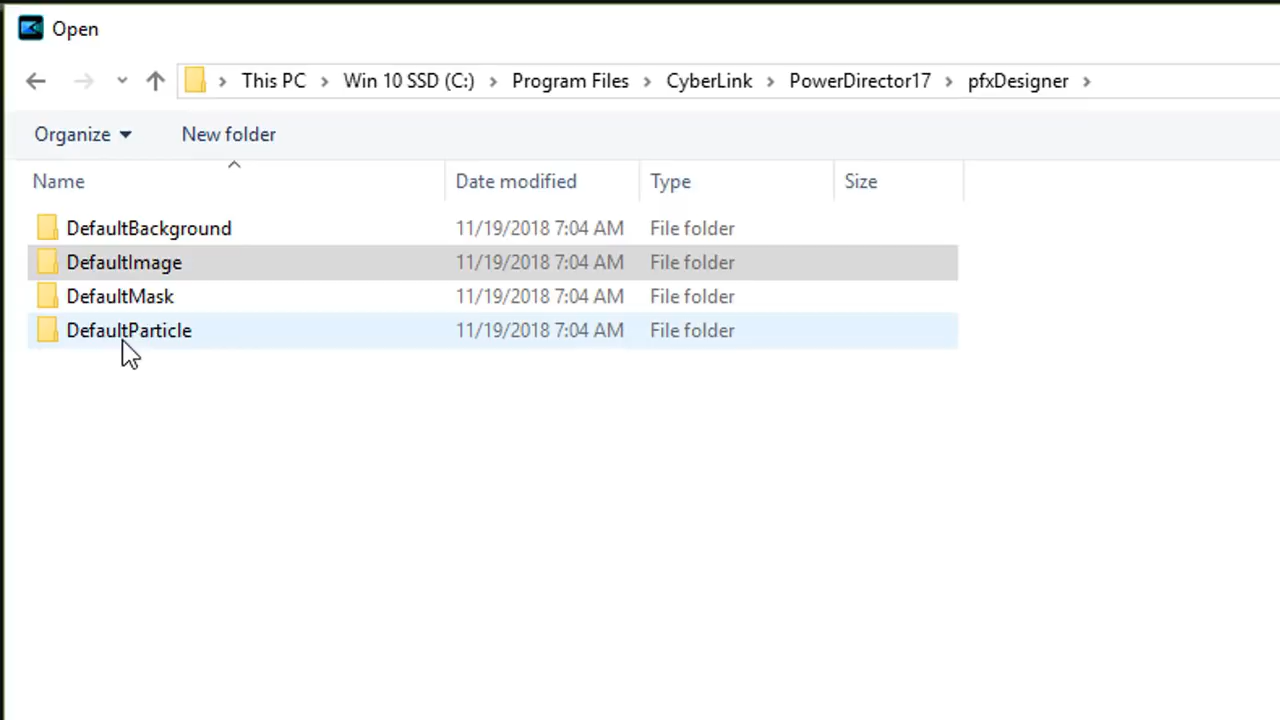 Open
This PC > Win 10 SSD (C:) > Program Files > CyberLink > PowerDirector17 > pfxDesigner >
Organize New folder
Name Date modified Type Size
DefaultBackground 11/19/2018 7:04 AM File folder
DefaultImage 11/19/2018 7:04 AM File folder
DefaultMask 11/19/2018 7:04 AM File folder
DefaultParticle 11/19/2018 7:04 AM File folder